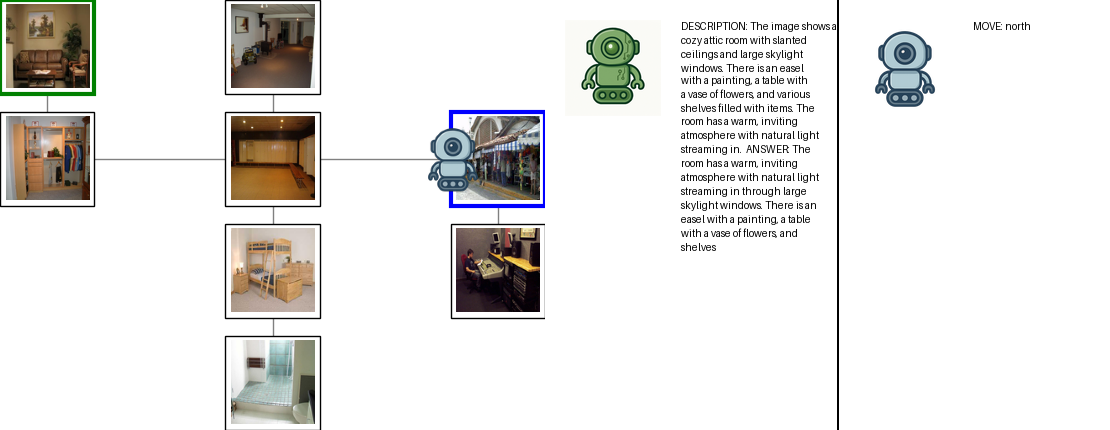 DESCRIPTION: The image shows a
cozy attic room with slanted
ceilings and large skylight
windows. There is an easel
with a painting, a table with
a vase of flowers, and various
shelves filled with items. The
room has a warm, inviting
atmosphere with natural light
streaming in. ANSWER: The
room has a warm, inviting
atmosphere with natural light
streaming in through large
skylight windows. There is an
easel with a painting, a table
with a vase of flowers, and
shelves
MOVE: north